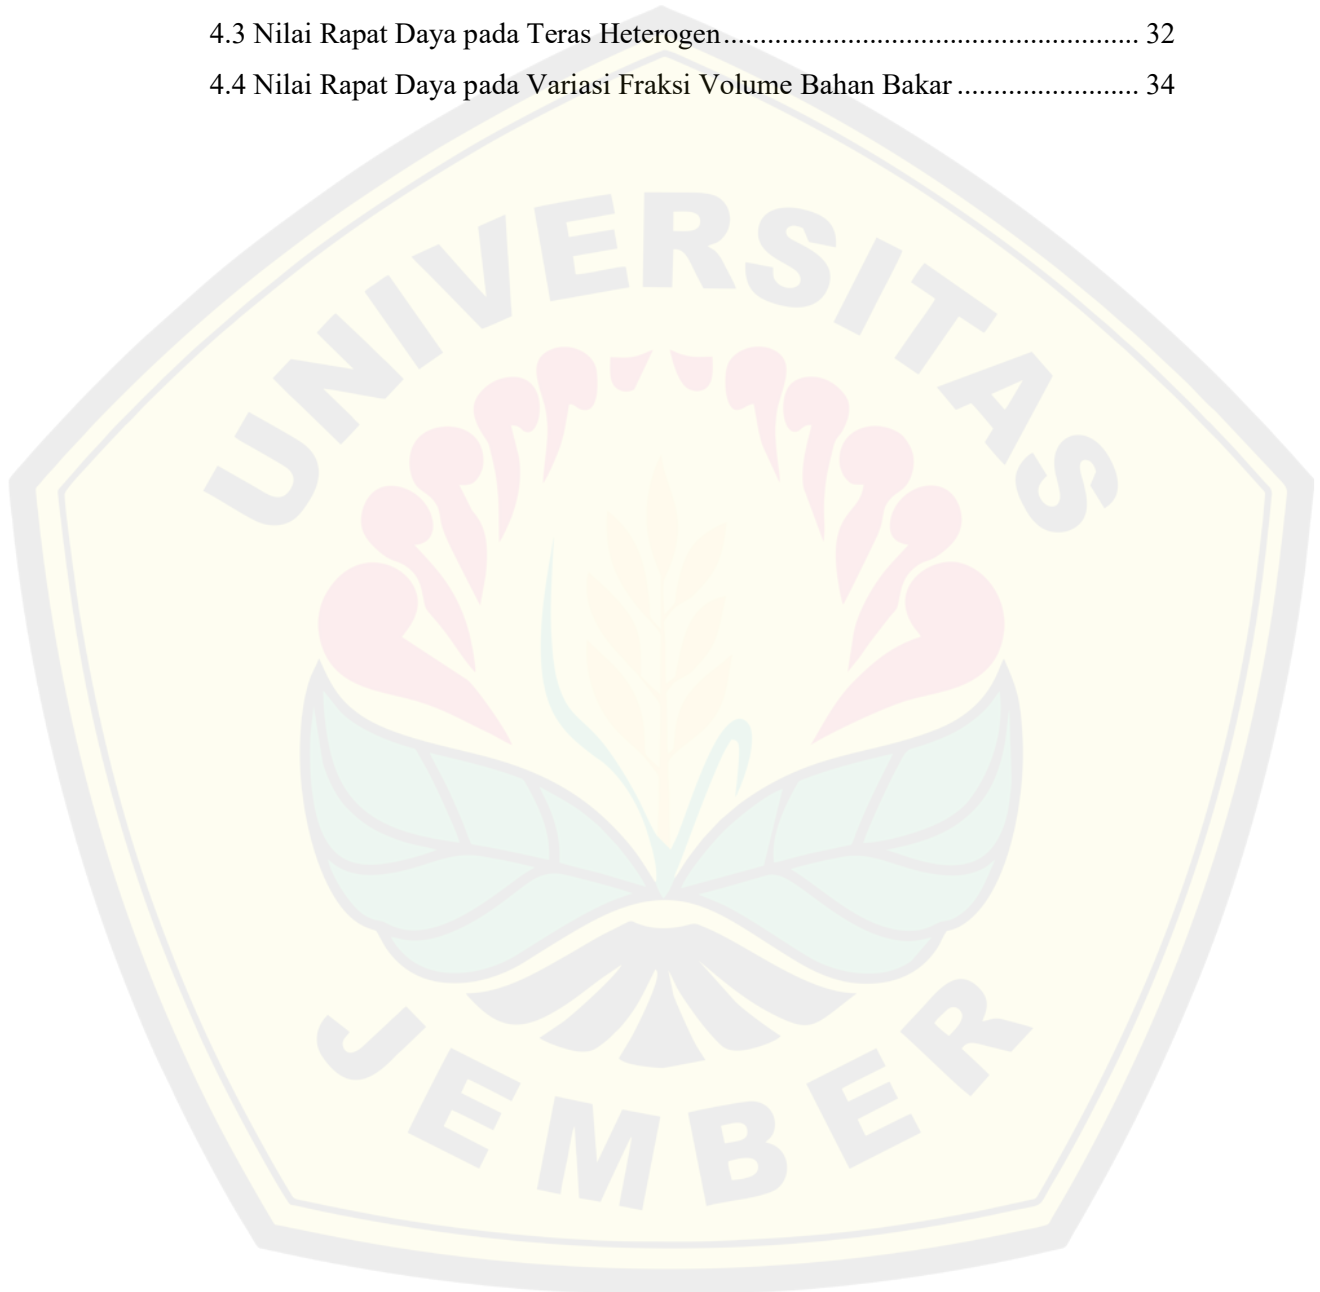 4.3 Nilai Rapat Daya pada Teras Heterogen......................................................... 32
4.4 Nilai Rapat Daya pada Variasi Fraksi Volume Bahan Bakar ......................... 34
UNIVERSITAS
JEMBER